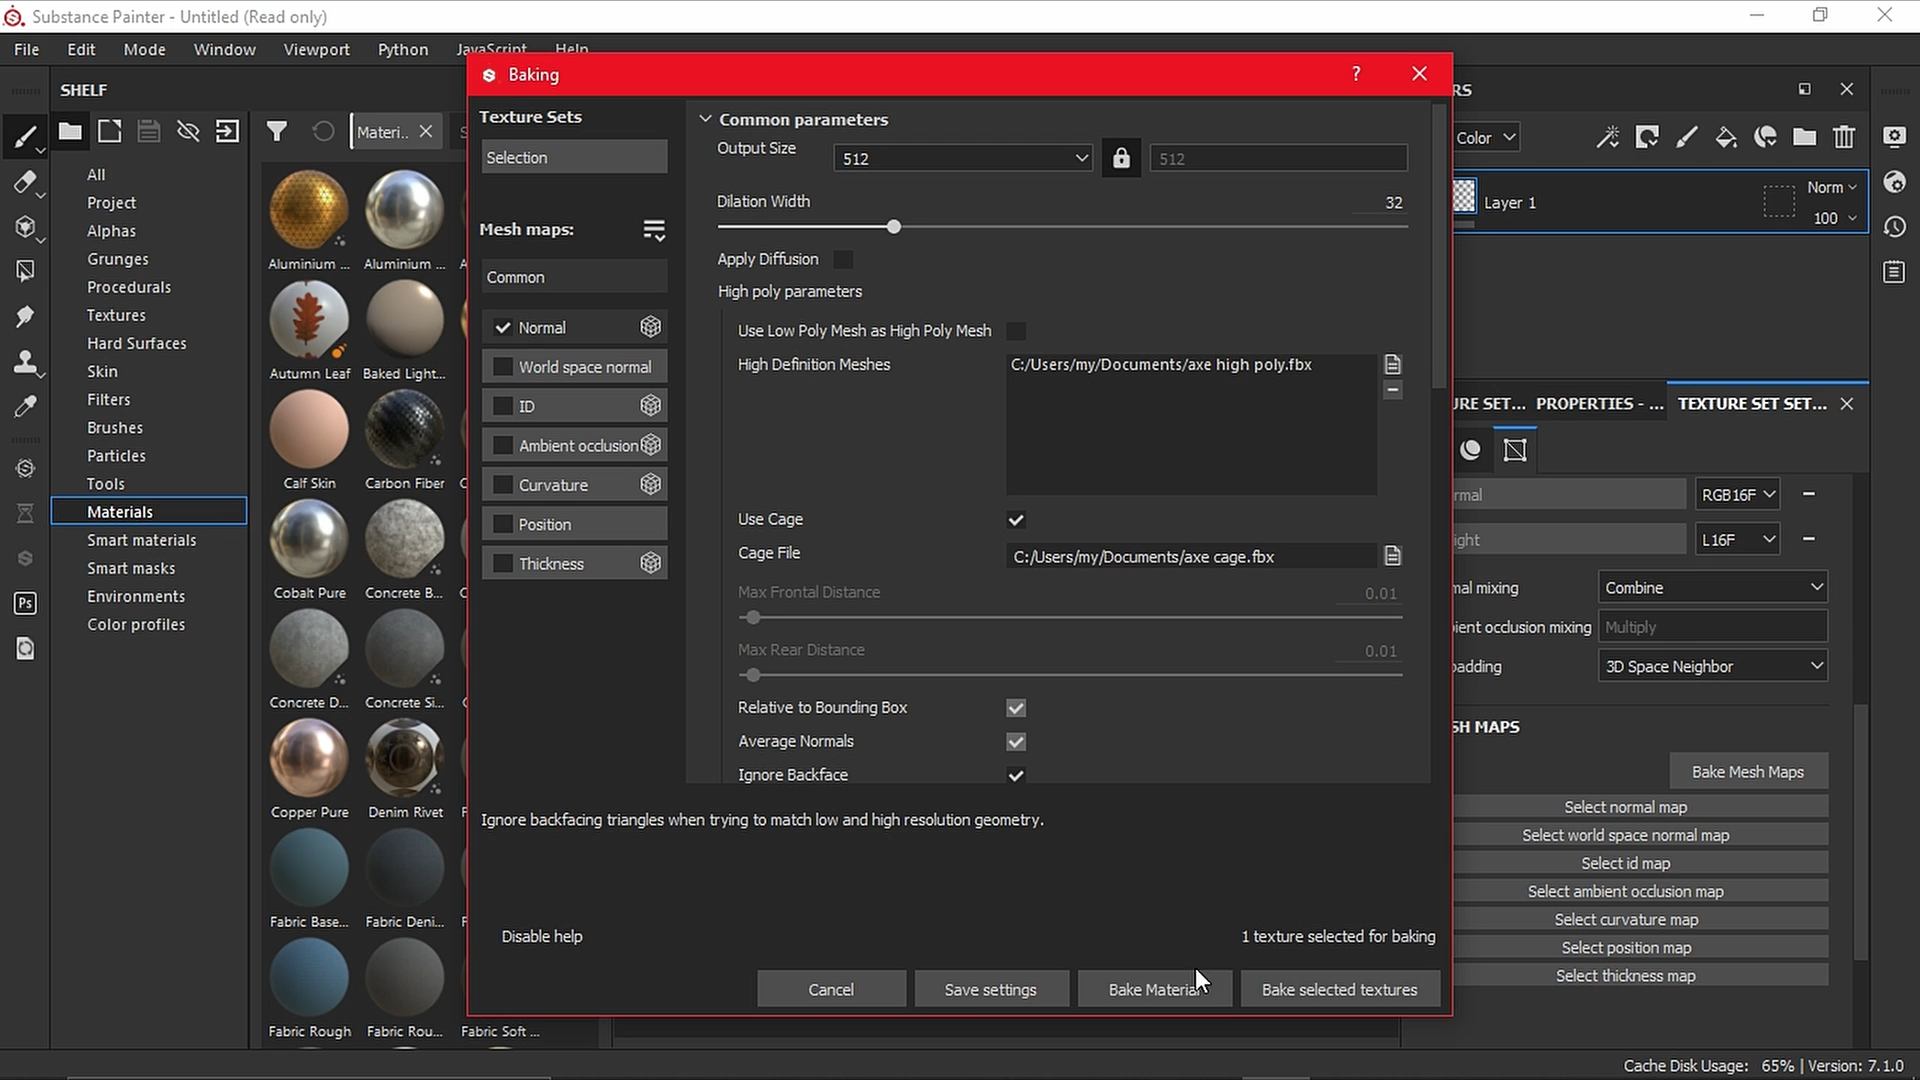 Substance Painter - Untitled (Read only)
File Edit Mode Window Viewport Python JavaScript Help
SHELF
Materi..
All
Project
Alphas
Grunges
Procedurals
Textures
Hard Surfaces
Skin
Filters
Brushes
Particles
Tools
Materials
Smart materials
Smart masks
Environments
Color profiles
Ps
Aluminium ... Aluminium ...
Autumn Leaf Baked Light...
Calf Skin Carbon Fiber
Cobalt Pure Concrete B...
Concrete D... Concrete Si...
Copper Pure Denim Rivet
Fabric Base... Fabric Deni...
Fabric Rough Fabric Rou... Fabric Soft ...
Baking ?
Texture Sets
Selection
Mesh maps:
Common
Normal
World space normal
ID
Ambient occlusion
Curvature
Position
Thickness
Common parameters
Output Size 512 512
Dilation Width 32
Apply Diffusion
High poly parameters
Use Low Poly Mesh as High Poly Mesh
High Definition Meshes C:/Users/my/Documents/axe high poly.fbx
Use Cage
Cage File C:/Users/my/Documents/axe cage.fbx
Max Frontal Distance 0.01
Max Rear Distance 0.01
Relative to Bounding Box
Average Normals
Ignore Backface
Ignore backfacing triangles when trying to match low and high resolution geometry.
Disable help 1 texture selected for baking
Cancel Save settings Bake Material Bake selected textures
RS
Color
Layer 1 Norm
100
RE SET... PROPERTIES - ... TEXTURE SET SET...
mal RGB16F
ight L16F
mal mixing Combine
ient occlusion mixing Multiply
padding 3D Space Neighbor
SH MAPS
Bake Mesh Maps
Select normal map
Select world space normal map
Select id map
Select ambient occlusion map
Select curvature map
Select position map
Select thickness map
Cache Disk Usage: 65% | Version: 7.1.0